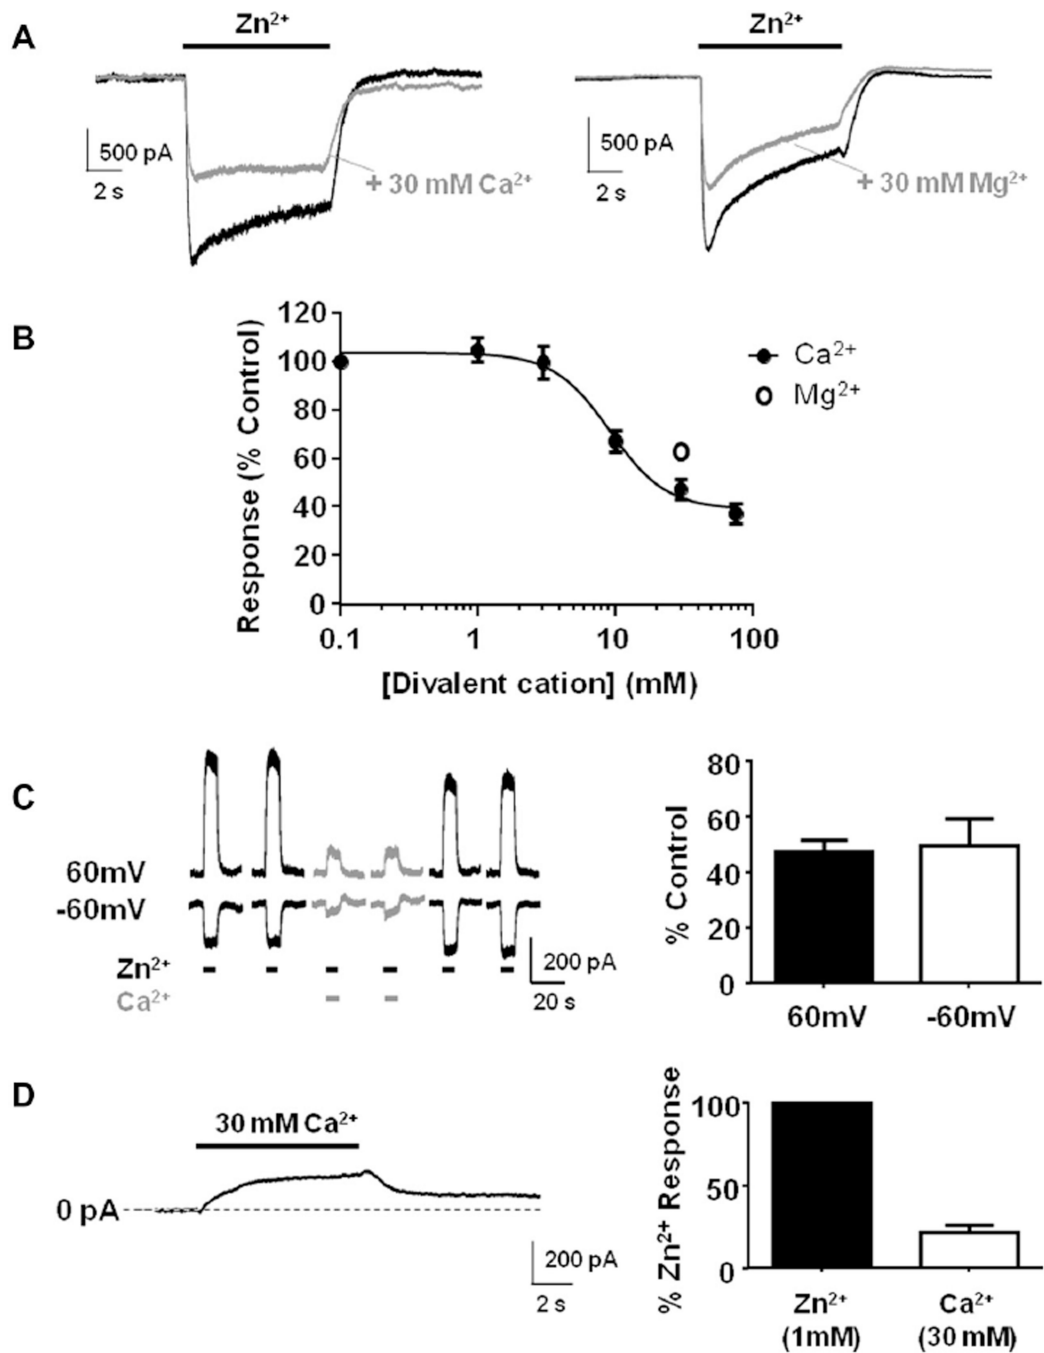 A
Zn²⁺
Zn²⁺
500 pA
2 s
+ 30 mM Ca²⁺
500 pA
2 s
+ 30 mM Mg²⁺
B
Response (% Control)
120
100
80
60
40
20
0
0.1
1
10
100
[Divalent cation] (mM)
Ca²⁺
Mg²⁺
C
60mV
-60mV
Zn²⁺
Ca²⁺
200 pA
20 s
% Control
80
60
40
20
0
60mV
-60mV
D
30 mM Ca²⁺
0 pA
200 pA
2 s
% Zn²⁺ Response
100
50
0
Zn²⁺
(1mM)
Ca²⁺
(30 mM)